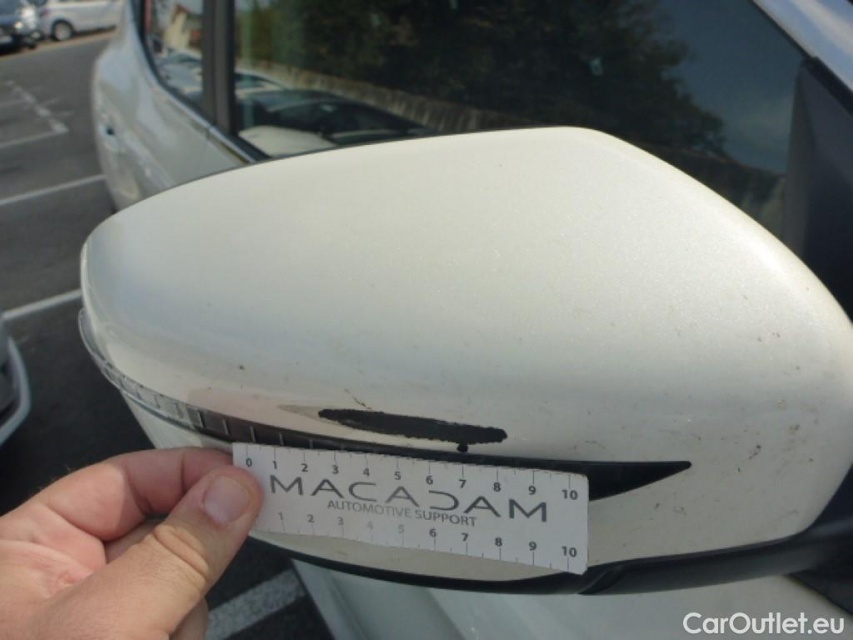 0 1 2 3 4 5 6 7 8 9 10
MACADAM
AUTOMOTIVE SUPPORT
1 2 3 4 5 6 7 8 9 10
CarOutlet.eu